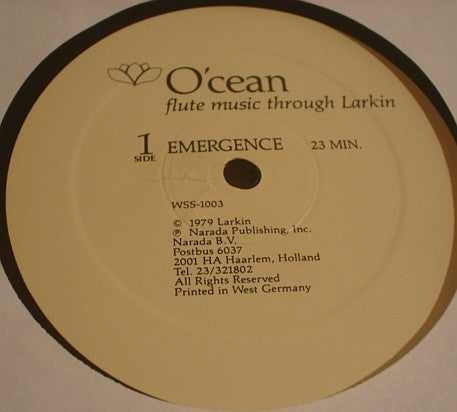 O'cean
flute music through Larkin
1 EMERGENCE 23 MIN.
SIDE
WSS-1003
© 1979 Larkin
℗ Narada Publishing, Inc.
Narada B.V.
Postbus 6037
2001 HA Haarlem, Holland
Tel. 23/321802
All Rights Reserved
Printed in West Germany